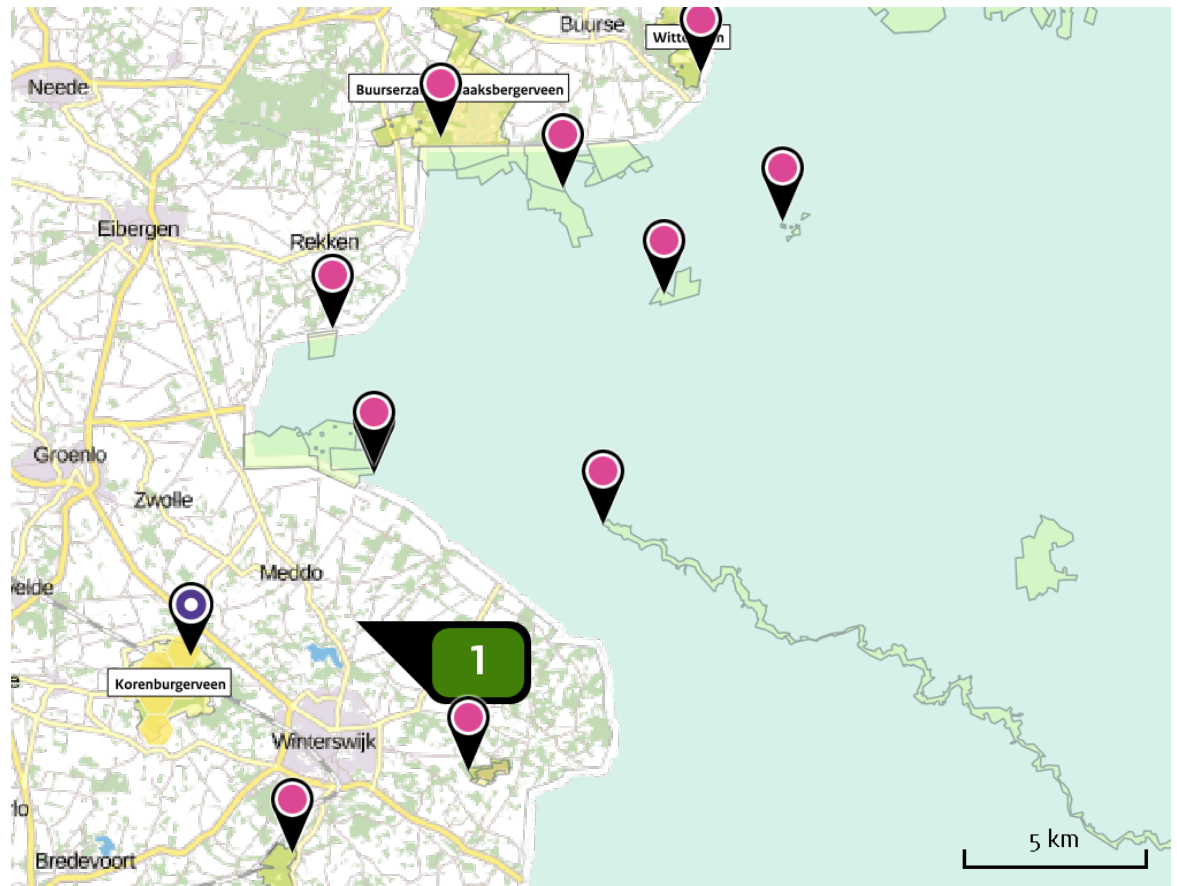 Buurse
Neede
Eibergen
Rekken
Groenlo
Zwolle
Meddo
Korenburgerveen
1
Winterswijk
5 km
Bredevoort